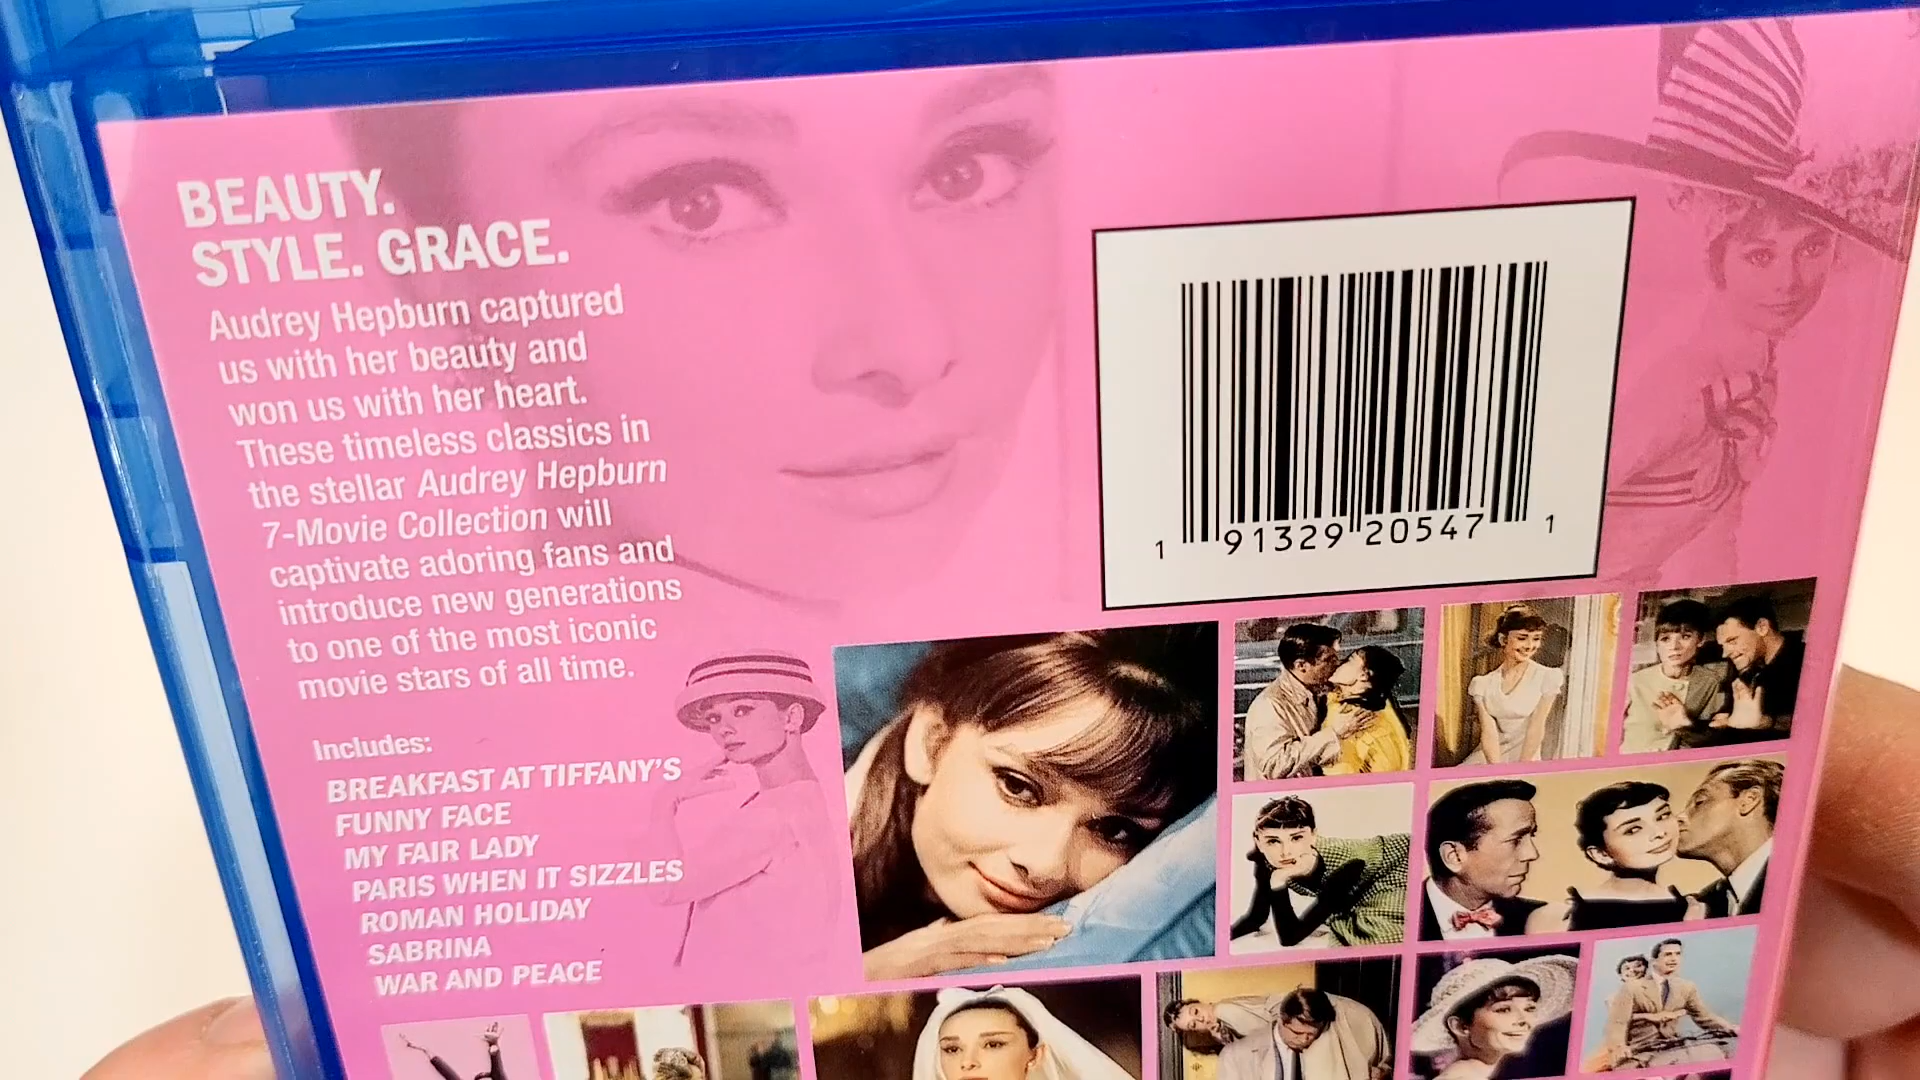 BEAUTY.
STYLE. GRACE.
Audrey Hepburn captured
us with her beauty and
won us with her heart.
These timeless classics in
the stellar Audrey Hepburn
7-Movie Collection will
captivate adoring fans and
introduce new generations
to one of the most iconic
movie stars of all time.
Includes:
BREAKFAST AT TIFFANY'S
FUNNY FACE
MY FAIR LADY
PARIS WHEN IT SIZZLES
ROMAN HOLIDAY
SABRINA
WAR AND PEACE
1 91329 20547 1